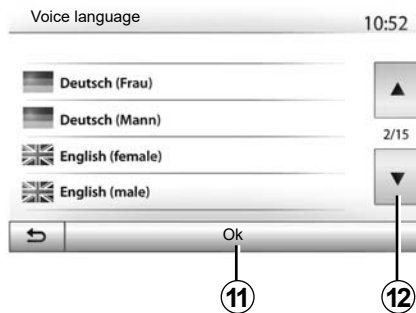 Voice language
10:52
Deutsch (Frau)
Deutsch (Mann)
2/15
English (female)
English (male)
Ok
11
12